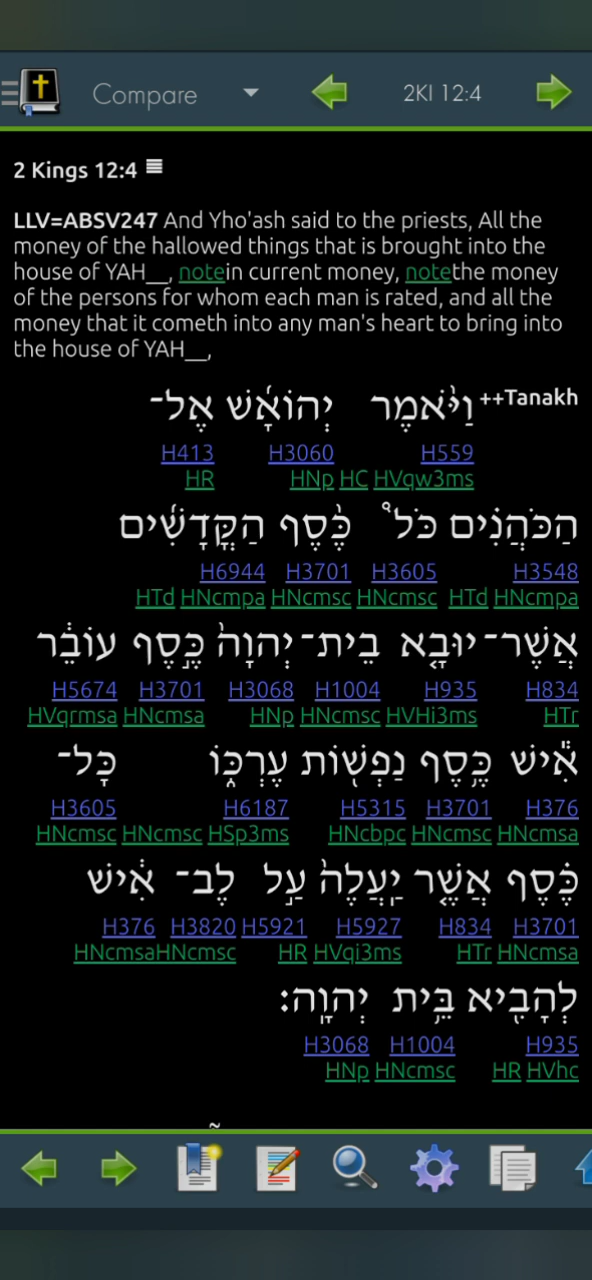 Compare
2KI 12:4
2 Kings 12:4
LLV=ABSV247 And Yho'ash said to the priests, All the
money of the hallowed things that is brought into the
house of YAH__, notein current money, notethe money
of the persons for whom each man is rated, and all the
money that it cometh into any man's heart to bring into
the house of YAH__,
++Tanakh וַיֹּ֨אמֶר יְהוֹאָ֜שׁ אֶל־
H413 H3060 H559
HR HNp HC HVqw3ms
הַכֹּהֲנִ֗ים כֹּל֩ כֶּ֨סֶף הַקֳּדָשִׁ֜ים
H6944 H3701 H3605 H3548
HTd HNcmpa HNcmsc HNcmsc HTd HNcmpa
אֲשֶׁר־יוּבָ֤א בֵית־יְהוָה֙ כֶּ֣סֶף עוֹבֵ֔ר
H5674 H3701 H3068 H1004 H935 H834
HVqrmsa HNcmsa HNp HNcmsc HVHi3ms HTr
אִ֕ישׁ כֶּ֥סֶף נַפְשׁ֖וֹת עֶרְכּ֑וֹ כָּל־
H3605 H6187 H5315 H3701 H376
HNcmsc HNcmsc HSp3ms HNcbpc HNcmsc HNcmsa
כֶּ֗סֶף אֲשֶׁ֤ר יַֽעֲלֶה֙ עַ֣ל לֶב־ אִ֔ישׁ
H376 H3820 H5921 H5927 H834 H3701
HNcmsaHNcmsc HR HVqi3ms HTr HNcmsa
לְהָבִ֖יא בֵּ֥ית יְהוָֽה׃
H3068 H1004 H935
HNp HNcmsc HR HVhc